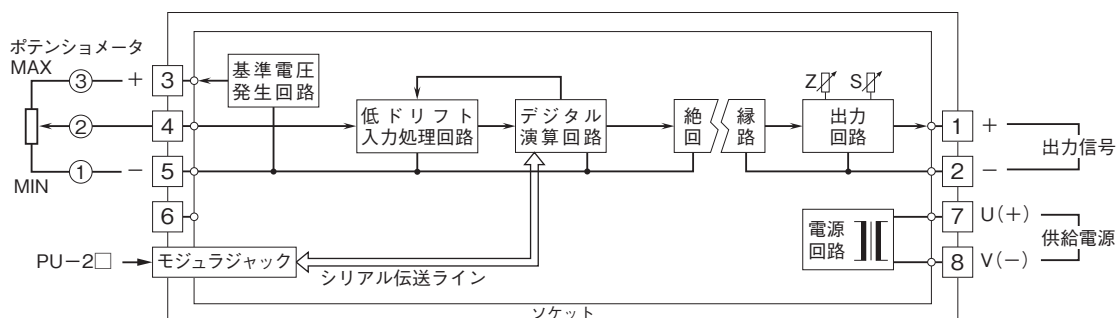 ポテンショメータ
MAX
③
+
3
基準電圧
発生回路
Z
S
②
4
低ドリフト
入力処理回路
デジタル
演算回路
絶
回
縁
路
出力
回路
1
+
出力信号
①
−
5
2
−
MIN
6
電源
回路
7
U(+)
供給電源
8
V(−)
PU−2□
モジュラジャック
シリアル伝送ライン
ソケット